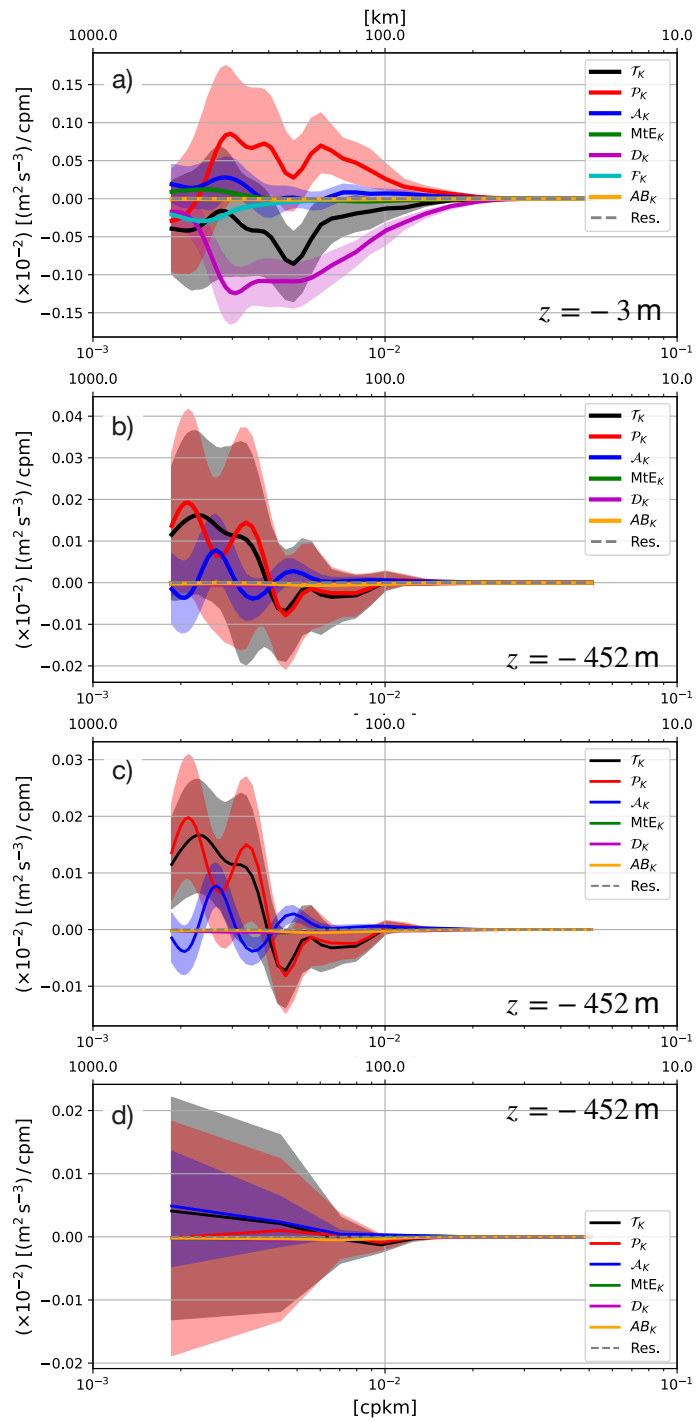 [km]
1000.0 100.0 10.0
a)
𝒯_K
𝒫_K
𝒜_K
MtE_K
𝒟_K
ℱ_K
AB_K
Res.
0.15
0.10
0.05
0.00
−0.05
−0.10
−0.15
(×10⁻²) [(m² s⁻³)/cpm]
z = − 3 m
10⁻³ 10⁻² 10⁻¹
1000.0 100.0 10.0
b)
𝒯_K
𝒫_K
𝒜_K
MtE_K
𝒟_K
AB_K
Res.
0.04
0.03
0.02
0.01
0.00
−0.01
−0.02
(×10⁻²) [(m² s⁻³)/cpm]
z = − 452 m
10⁻³ 10⁻² 10⁻¹
1000.0 100.0 10.0
c)
𝒯_K
𝒫_K
𝒜_K
MtE_K
𝒟_K
AB_K
Res.
0.03
0.02
0.01
0.00
−0.01
(×10⁻²) [(m² s⁻³)/cpm]
z = − 452 m
10⁻³ 10⁻² 10⁻¹
1000.0 100.0 10.0
d)
z = − 452 m
0.02
0.01
0.00
−0.01
−0.02
(×10⁻²) [(m² s⁻³)/cpm]
𝒯_K
𝒫_K
𝒜_K
MtE_K
𝒟_K
AB_K
Res.
10⁻³ 10⁻² 10⁻¹
[cpkm]